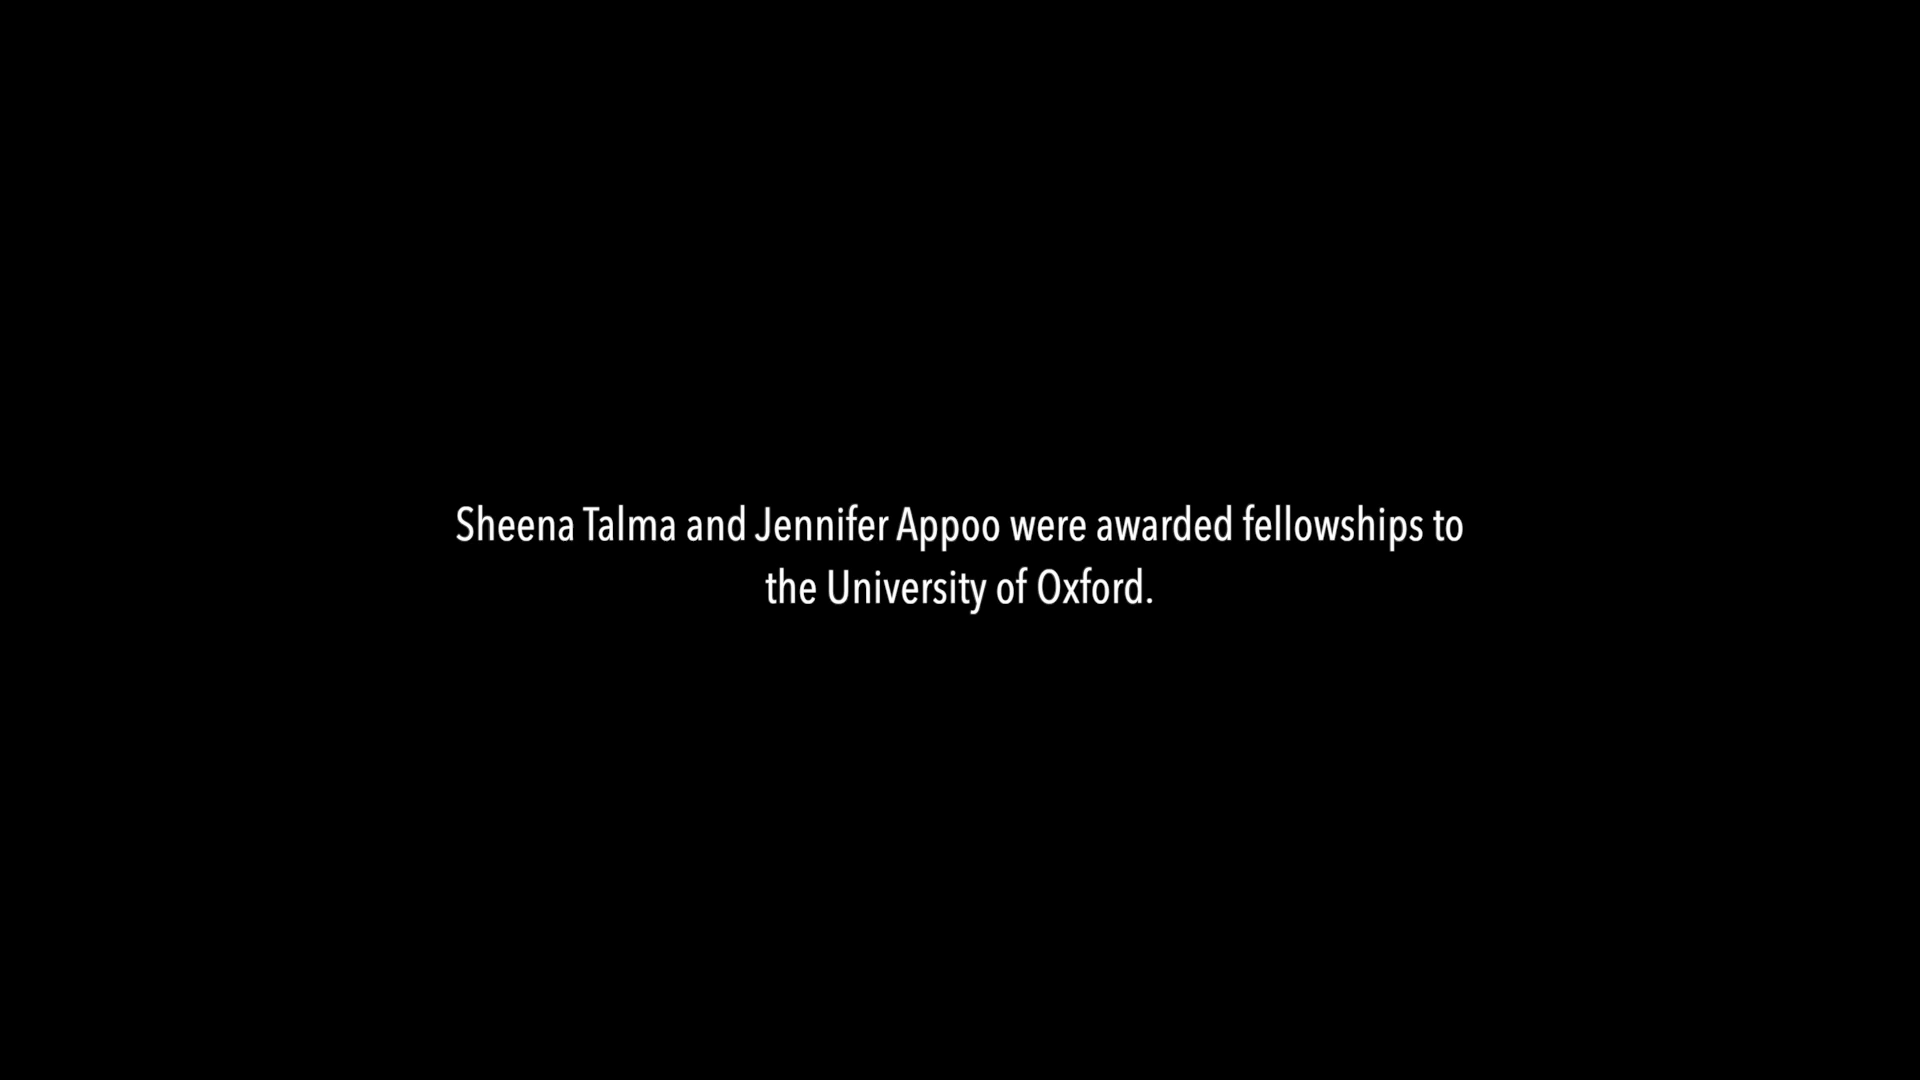 Sheena Talma and Jennifer Appoo were awarded fellowships to
the University of Oxford.